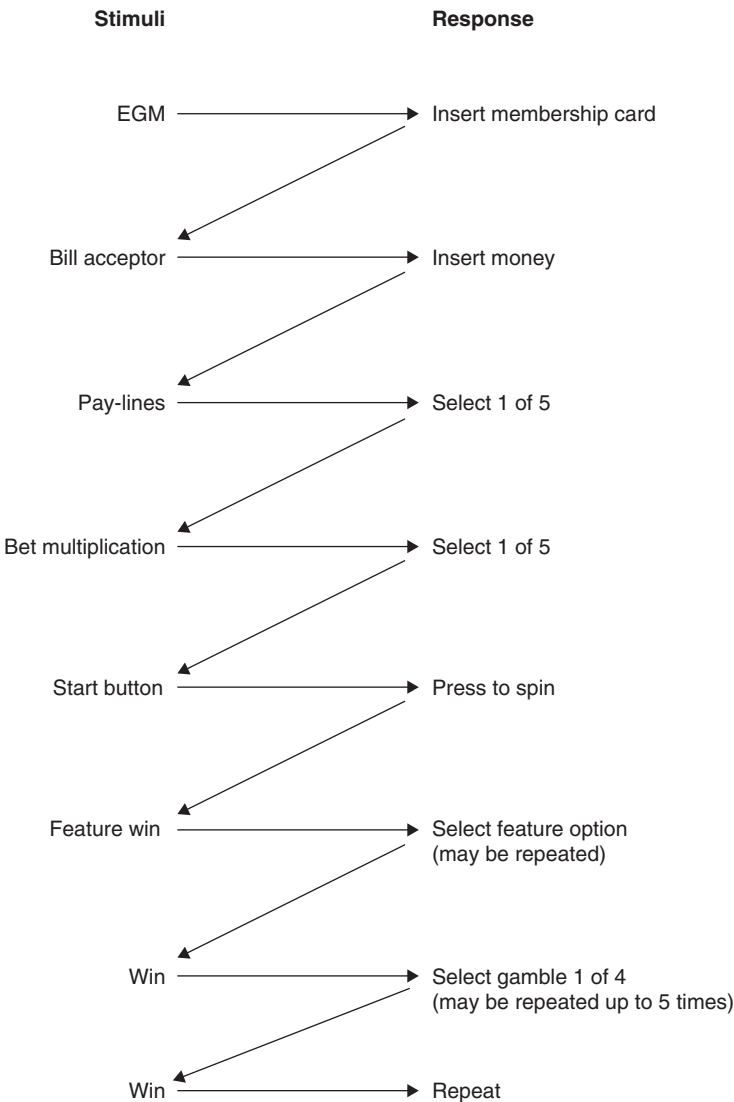 Stimuli Response
EGM Insert membership card
Bill acceptor Insert money
Pay-lines Select 1 of 5
Bet multiplication Select 1 of 5
Start button Press to spin
Feature win Select feature option
(may be repeated)
Win Select gamble 1 of 4
(may be repeated up to 5 times)
Win Repeat